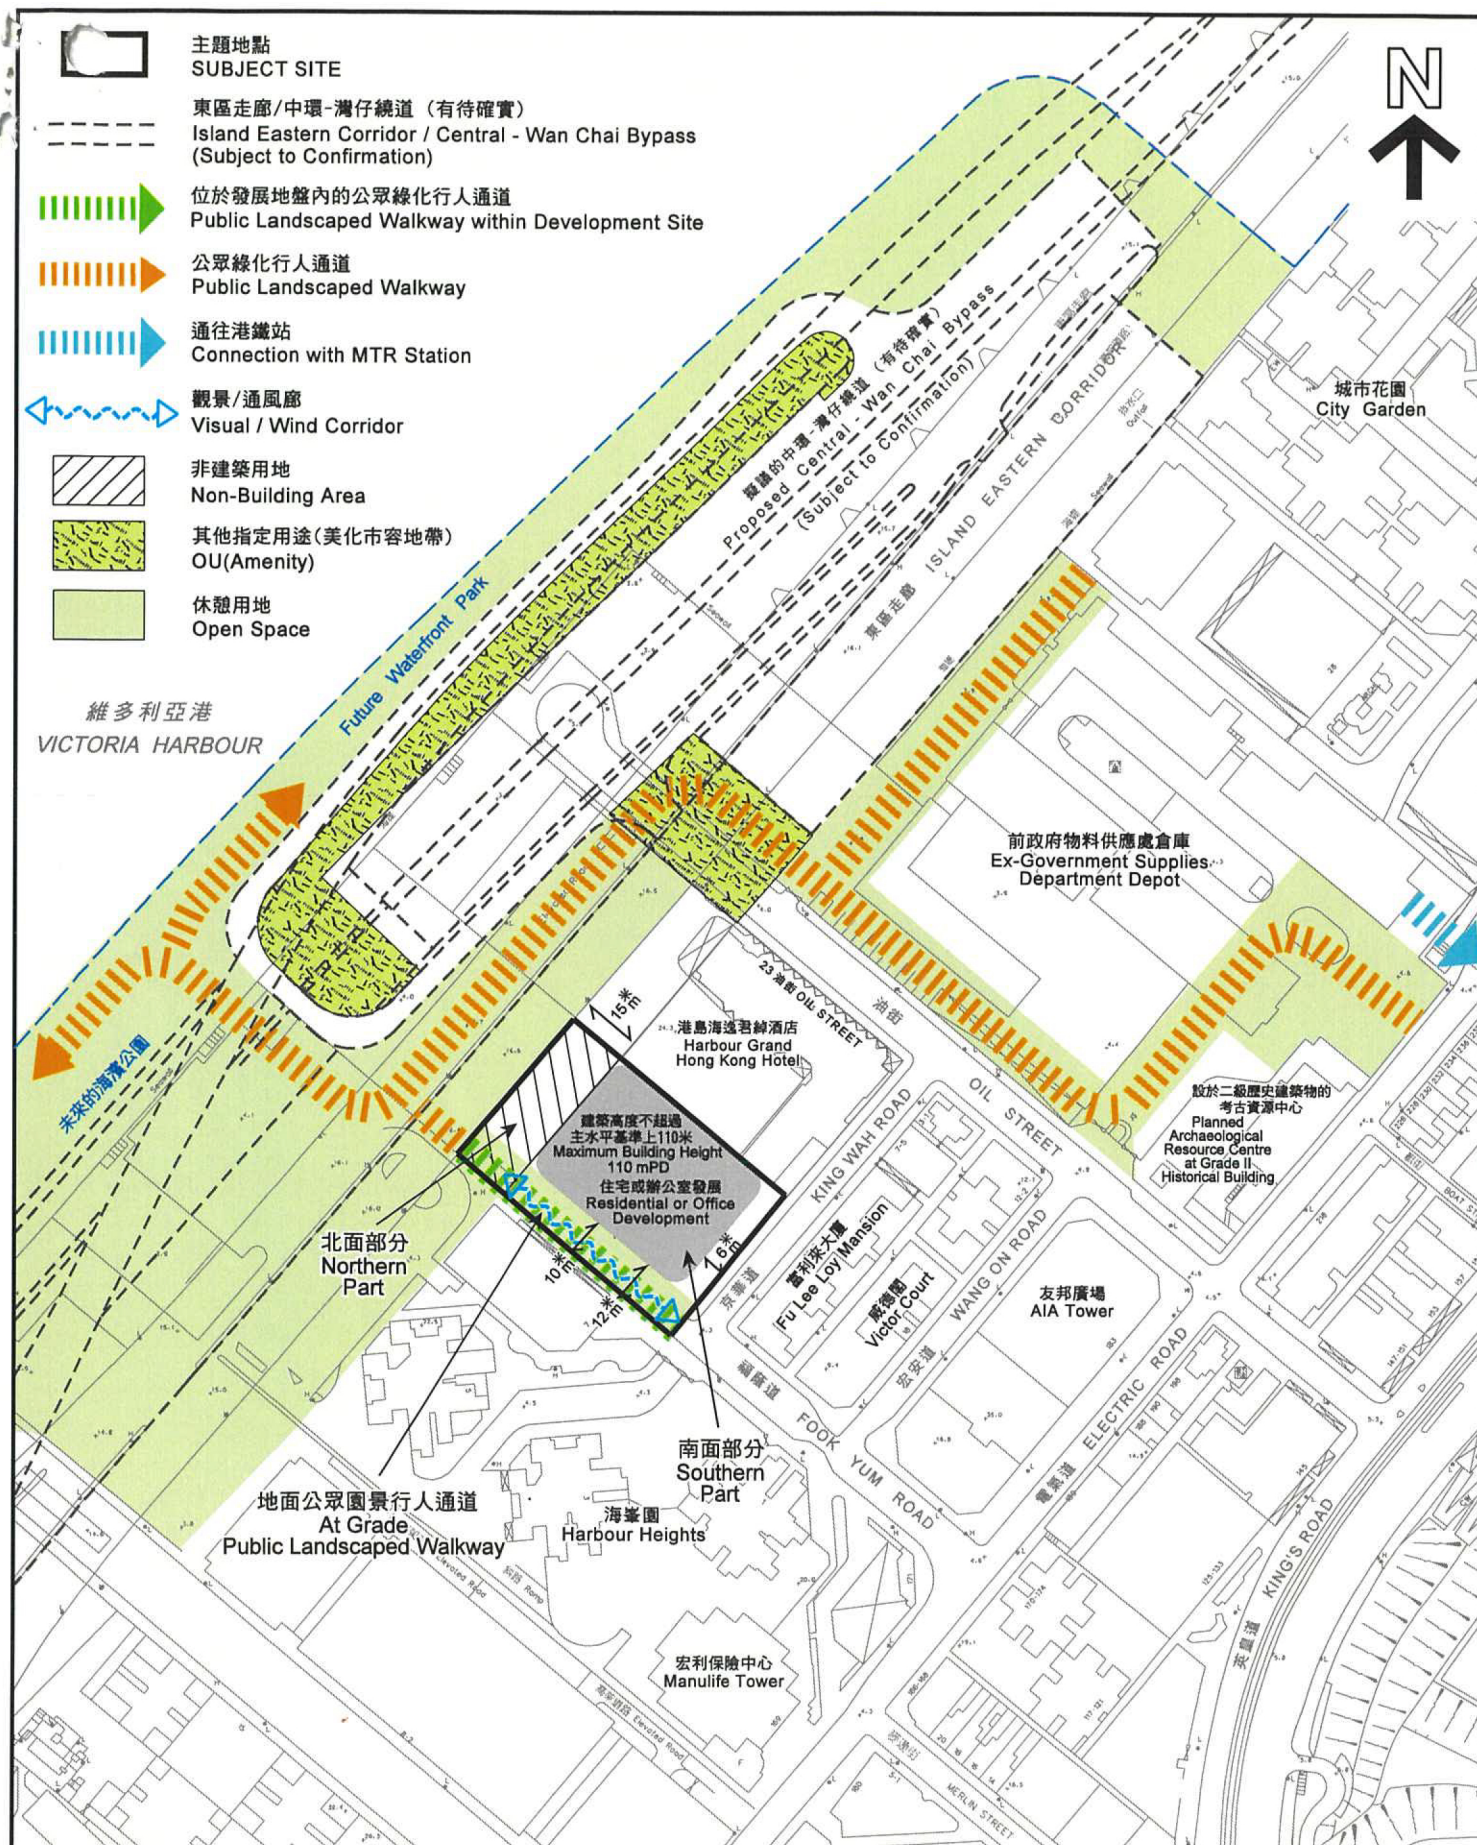 主題地點
SUBJECT SITE
東區走廊/中環-灣仔繞道（有待確實）
Island Eastern Corridor / Central - Wan Chai Bypass
(Subject to Confirmation)
位於發展地盤內的公眾綠化行人通道
Public Landscaped Walkway within Development Site
公眾綠化行人通道
Public Landscaped Walkway
通往港鐵站
Connection with MTR Station
觀景/通風廊
Visual / Wind Corridor
非建築用地
Non-Building Area
其他指定用途(美化市容地帶)
OU(Amenity)
休憩用地
Open Space
維多利亞港
VICTORIA HARBOUR
N
Future Waterfront Park
未來的海濱公園
擬議的中環-灣仔繞道（有待確實）
Proposed Central - Wan Chai Bypass
(Subject to Confirmation)
東區走廊 ISLAND EASTERN CORRIDOR
城市花園
City Garden
前政府物料供應處倉庫
Ex-Government Supplies
Department Depot
23 油街 OIL STREET
油街
OIL STREET
港島海逸君綽酒店
Harbour Grand
Hong Kong Hotel
15米
m
建築高度不超過
主水平基準上110米
Maximum Building Height
110 mPD
住宅或辦公室發展
Residential or Office
Development
10米
m
12米
m
6米
m
北面部分
Northern
Part
南面部分
Southern
Part
地面公眾園景行人通道
At Grade
Public Landscaped Walkway
設於二級歷史建築物的
考古資源中心
Planned
Archaeological
Resource Centre
at Grade II
Historical Building
京華道
KING WAH ROAD
富利來大廈
Fu Lee Loy Mansion
威德閣
Victor Court
宏安道
WANG ON ROAD
友邦廣場
AIA Tower
電氣道 ELECTRIC ROAD
福蔭道 FOOK YUM ROAD
海峯園
Harbour Heights
宏利保險中心
Manulife Tower
英皇道 KING'S ROAD
MERLIN STREET
Elevated Road
Ramp
Elevated Road
Seawall
Seawall
Seawall
Outfall